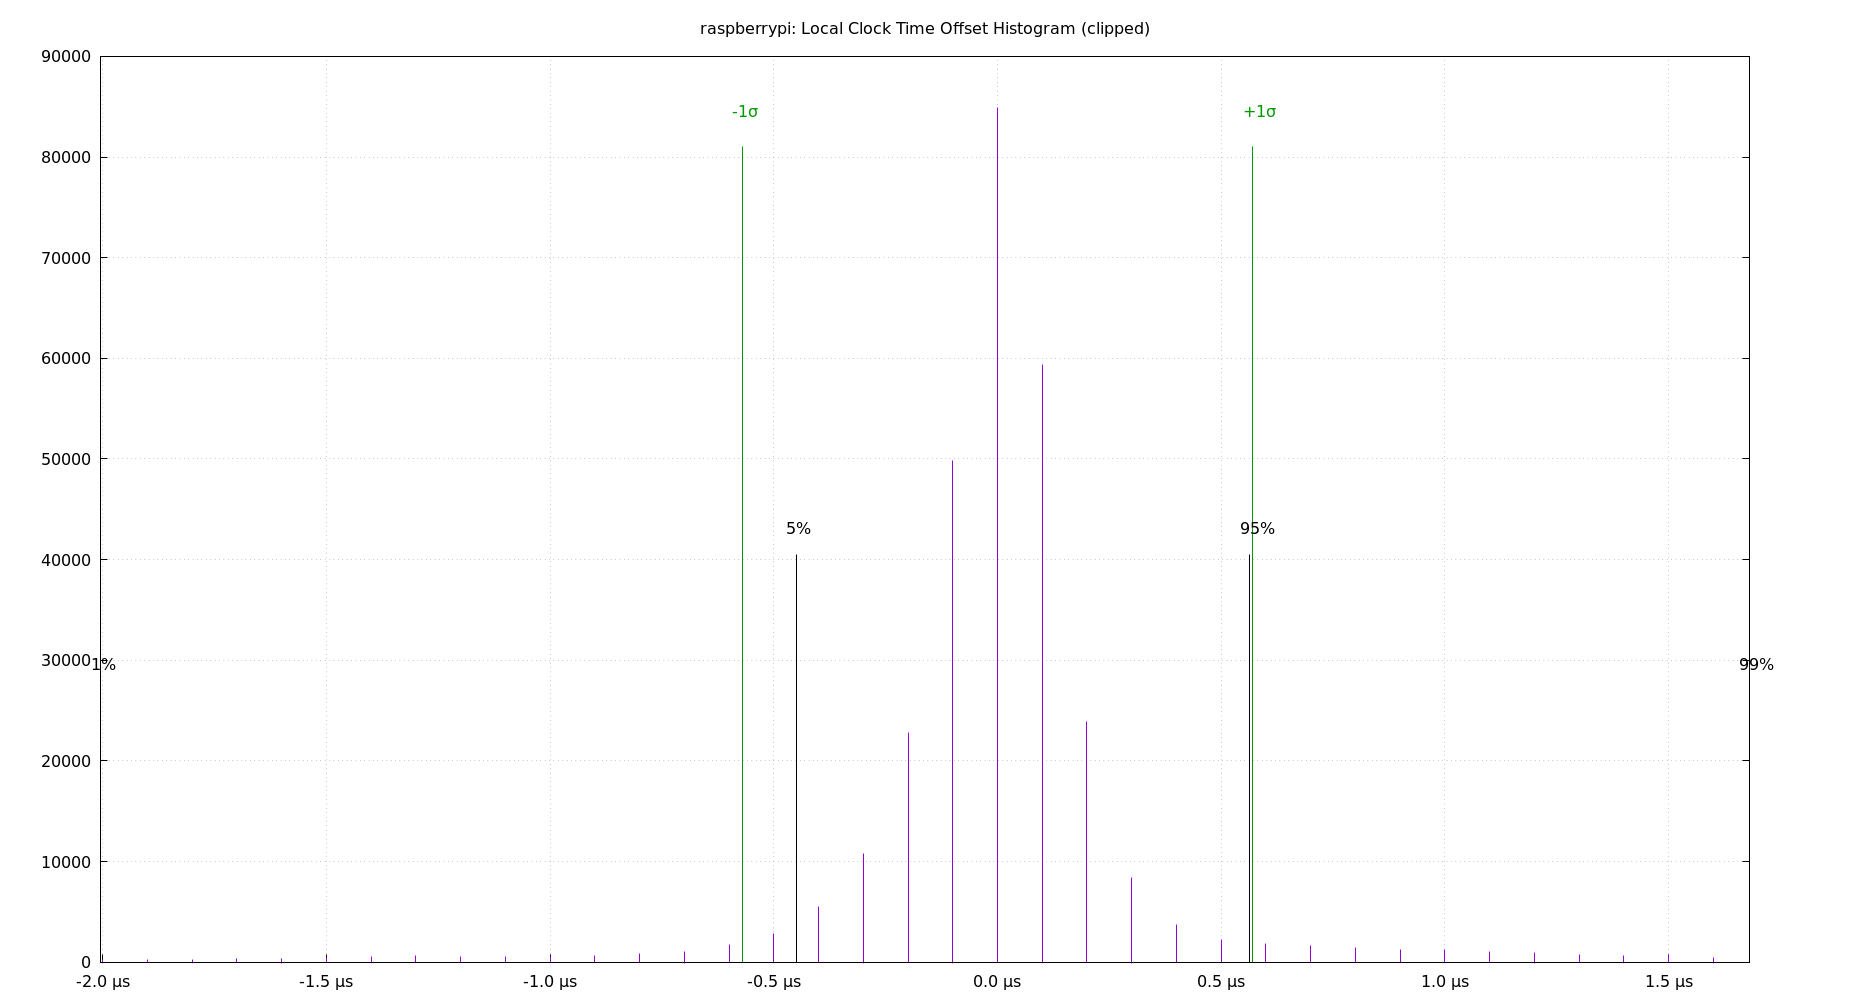 raspberrypi: Local Clock Time Offset Histogram (clipped)
90000
-1σ
+1σ
80000
70000
60000
50000
5%
95%
40000
30000
1%
99%
20000
10000
0
-2.0 µs
-1.5 µs
-1.0 µs
-0.5 µs
0.0 µs
0.5 µs
1.0 µs
1.5 µs